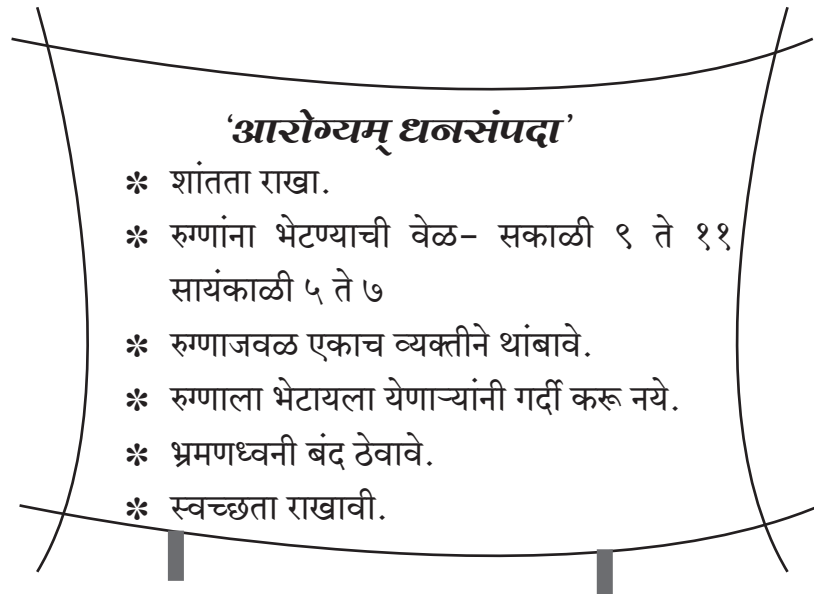 ‘आरोग्यम् धनसंपदा’
✻ शांतता राखा.
✻ रुग्णांना भेटण्याची वेळ– सकाळी ९ ते ११
सायंकाळी ५ ते ७
✻ रुग्णाजवळ एकाच व्यक्तीने थांबावे.
✻ रुग्णाला भेटायला येणाऱ्यांनी गर्दी करू नये.
✻ भ्रमणध्वनी बंद ठेवावे.
✻ स्वच्छता राखावी.